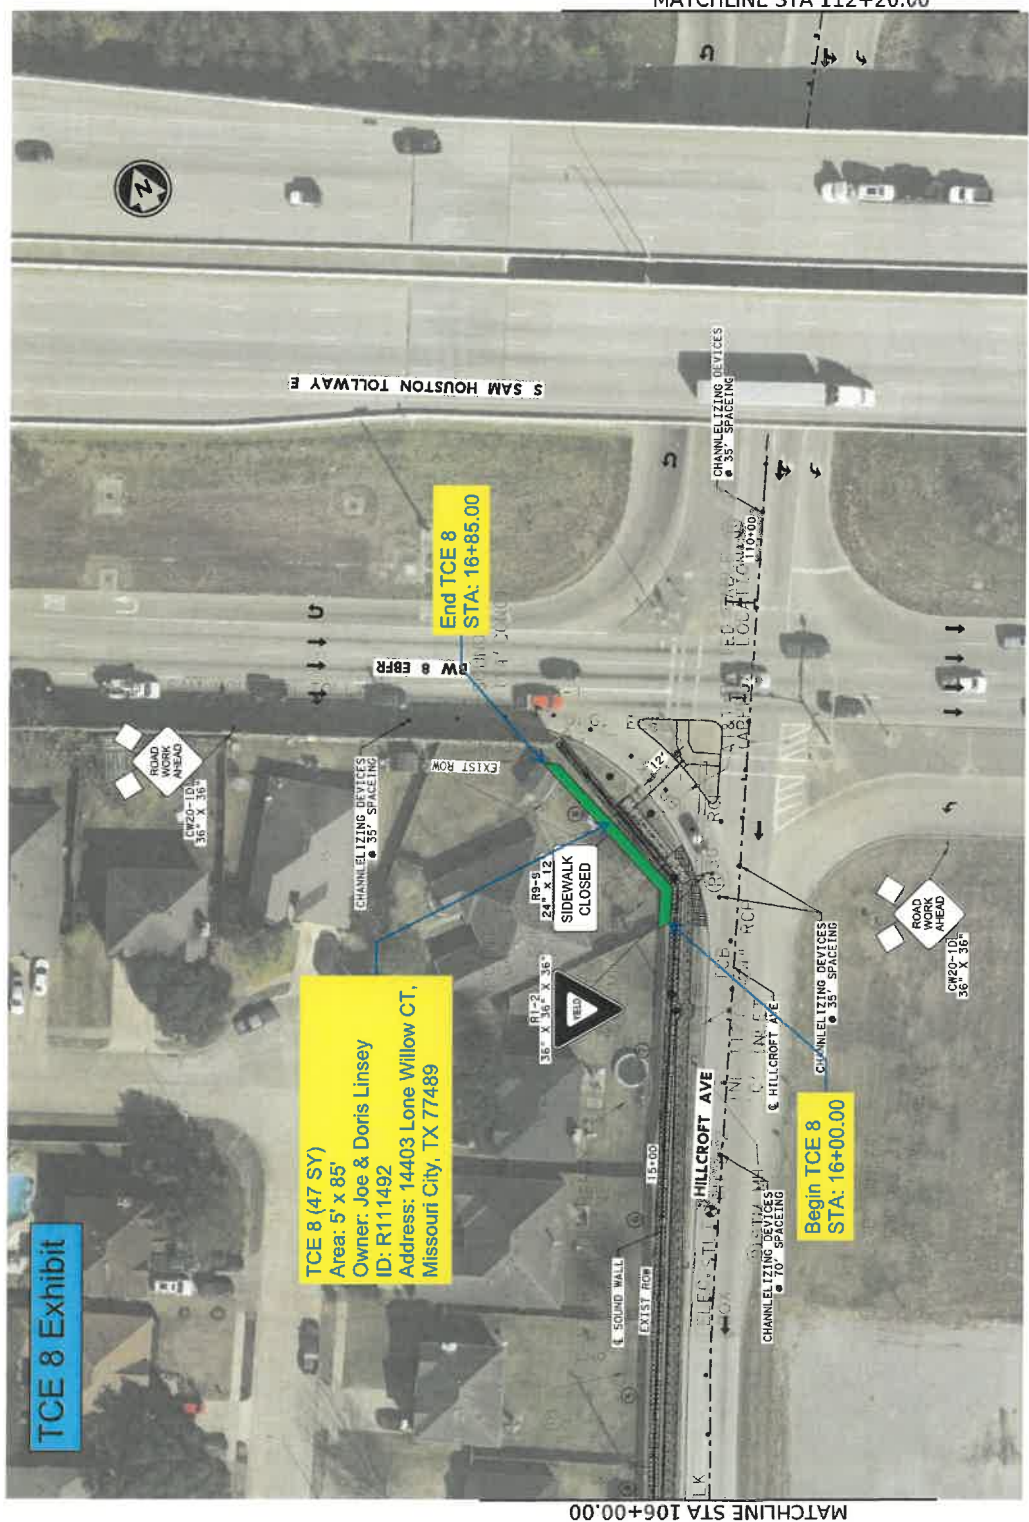 TCE 8 Exhibit
MATCHLINE STA 112+20.00
N
S SAM HOUSTON TOLLWAY E
CHANNLELIZING DEVICES
@ 35' SPACEING
110+00
End TCE 8
STA: 16+85.00
BW 8 EBFR
ROAD
WORK
AHEAD
CW20-1D
36" X 36"
CHANNLELIZING DEVICES
@ 35' SPACEING
EXIST ROW
12'
R9-9
24" X 12
SIDEWALK
CLOSED
R1-2
36" X 36" X 36"
YIELD
TCE 8 (47 SY)
Area: 5' x 85'
Owner: Joe & Doris Linsey
ID: R111492
Address: 14403 Lone Willow CT,
Missouri City, TX 77489
ROAD
WORK
AHEAD
CW20-1D
36" X 36"
CHANNLELIZING DEVICES
@ 35' SPACEING
℄ HILLCROFT AVE
HILLCROFT AVE
15+00
Begin TCE 8
STA: 16+00.00
CHANNLELIZING DEVICES
@ 70' SPACEING
℄ SOUND WALL
EXIST ROW
MATCHLINE STA 106+00.00